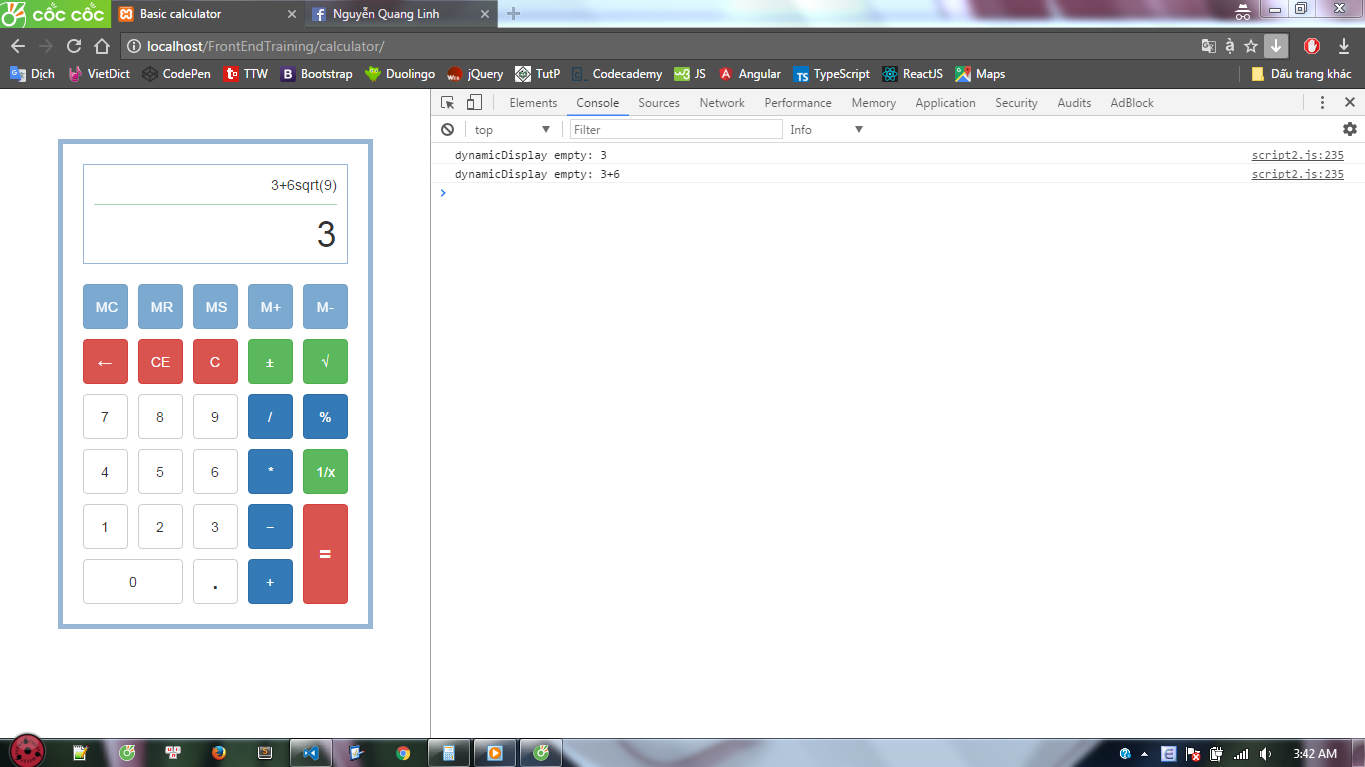 cốc cốc Basic calculator Nguyễn Quang Linh
localhost/FrontEndTraining/calculator/
Dịch VietDict CodePen TTW Bootstrap Duolingo jQuery TutP Codecademy JS Angular TypeScript ReactJS Maps Dấu trang khác
Elements Console Sources Network Performance Memory Application Security Audits AdBlock
top Filter Info
dynamicDisplay empty: 3 script2.js:235
dynamicDisplay empty: 3+6 script2.js:235
3+6sqrt(9)
3
MC MR MS M+ M-
← CE C ± √
7 8 9 / %
4 5 6 * 1/x
1 2 3 − =
0 . +
3:42 AM